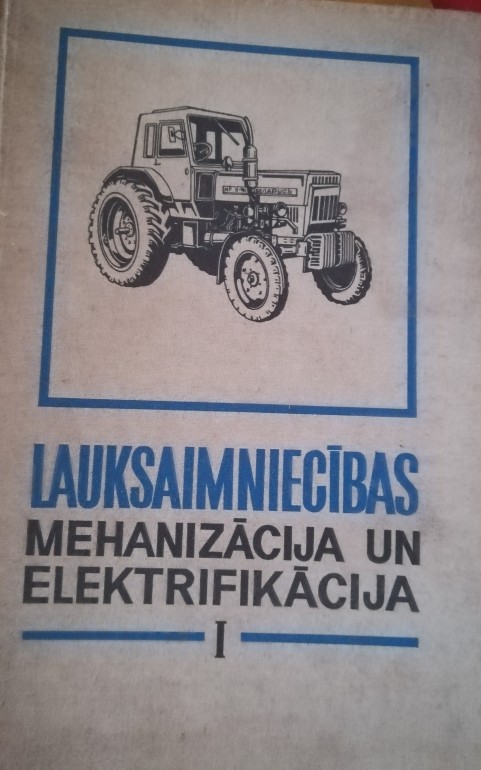 LAUKSAIMNIECĪBAS
MEHANIZĀCIJA UN
ELEKTRIFIKĀCIJA
I